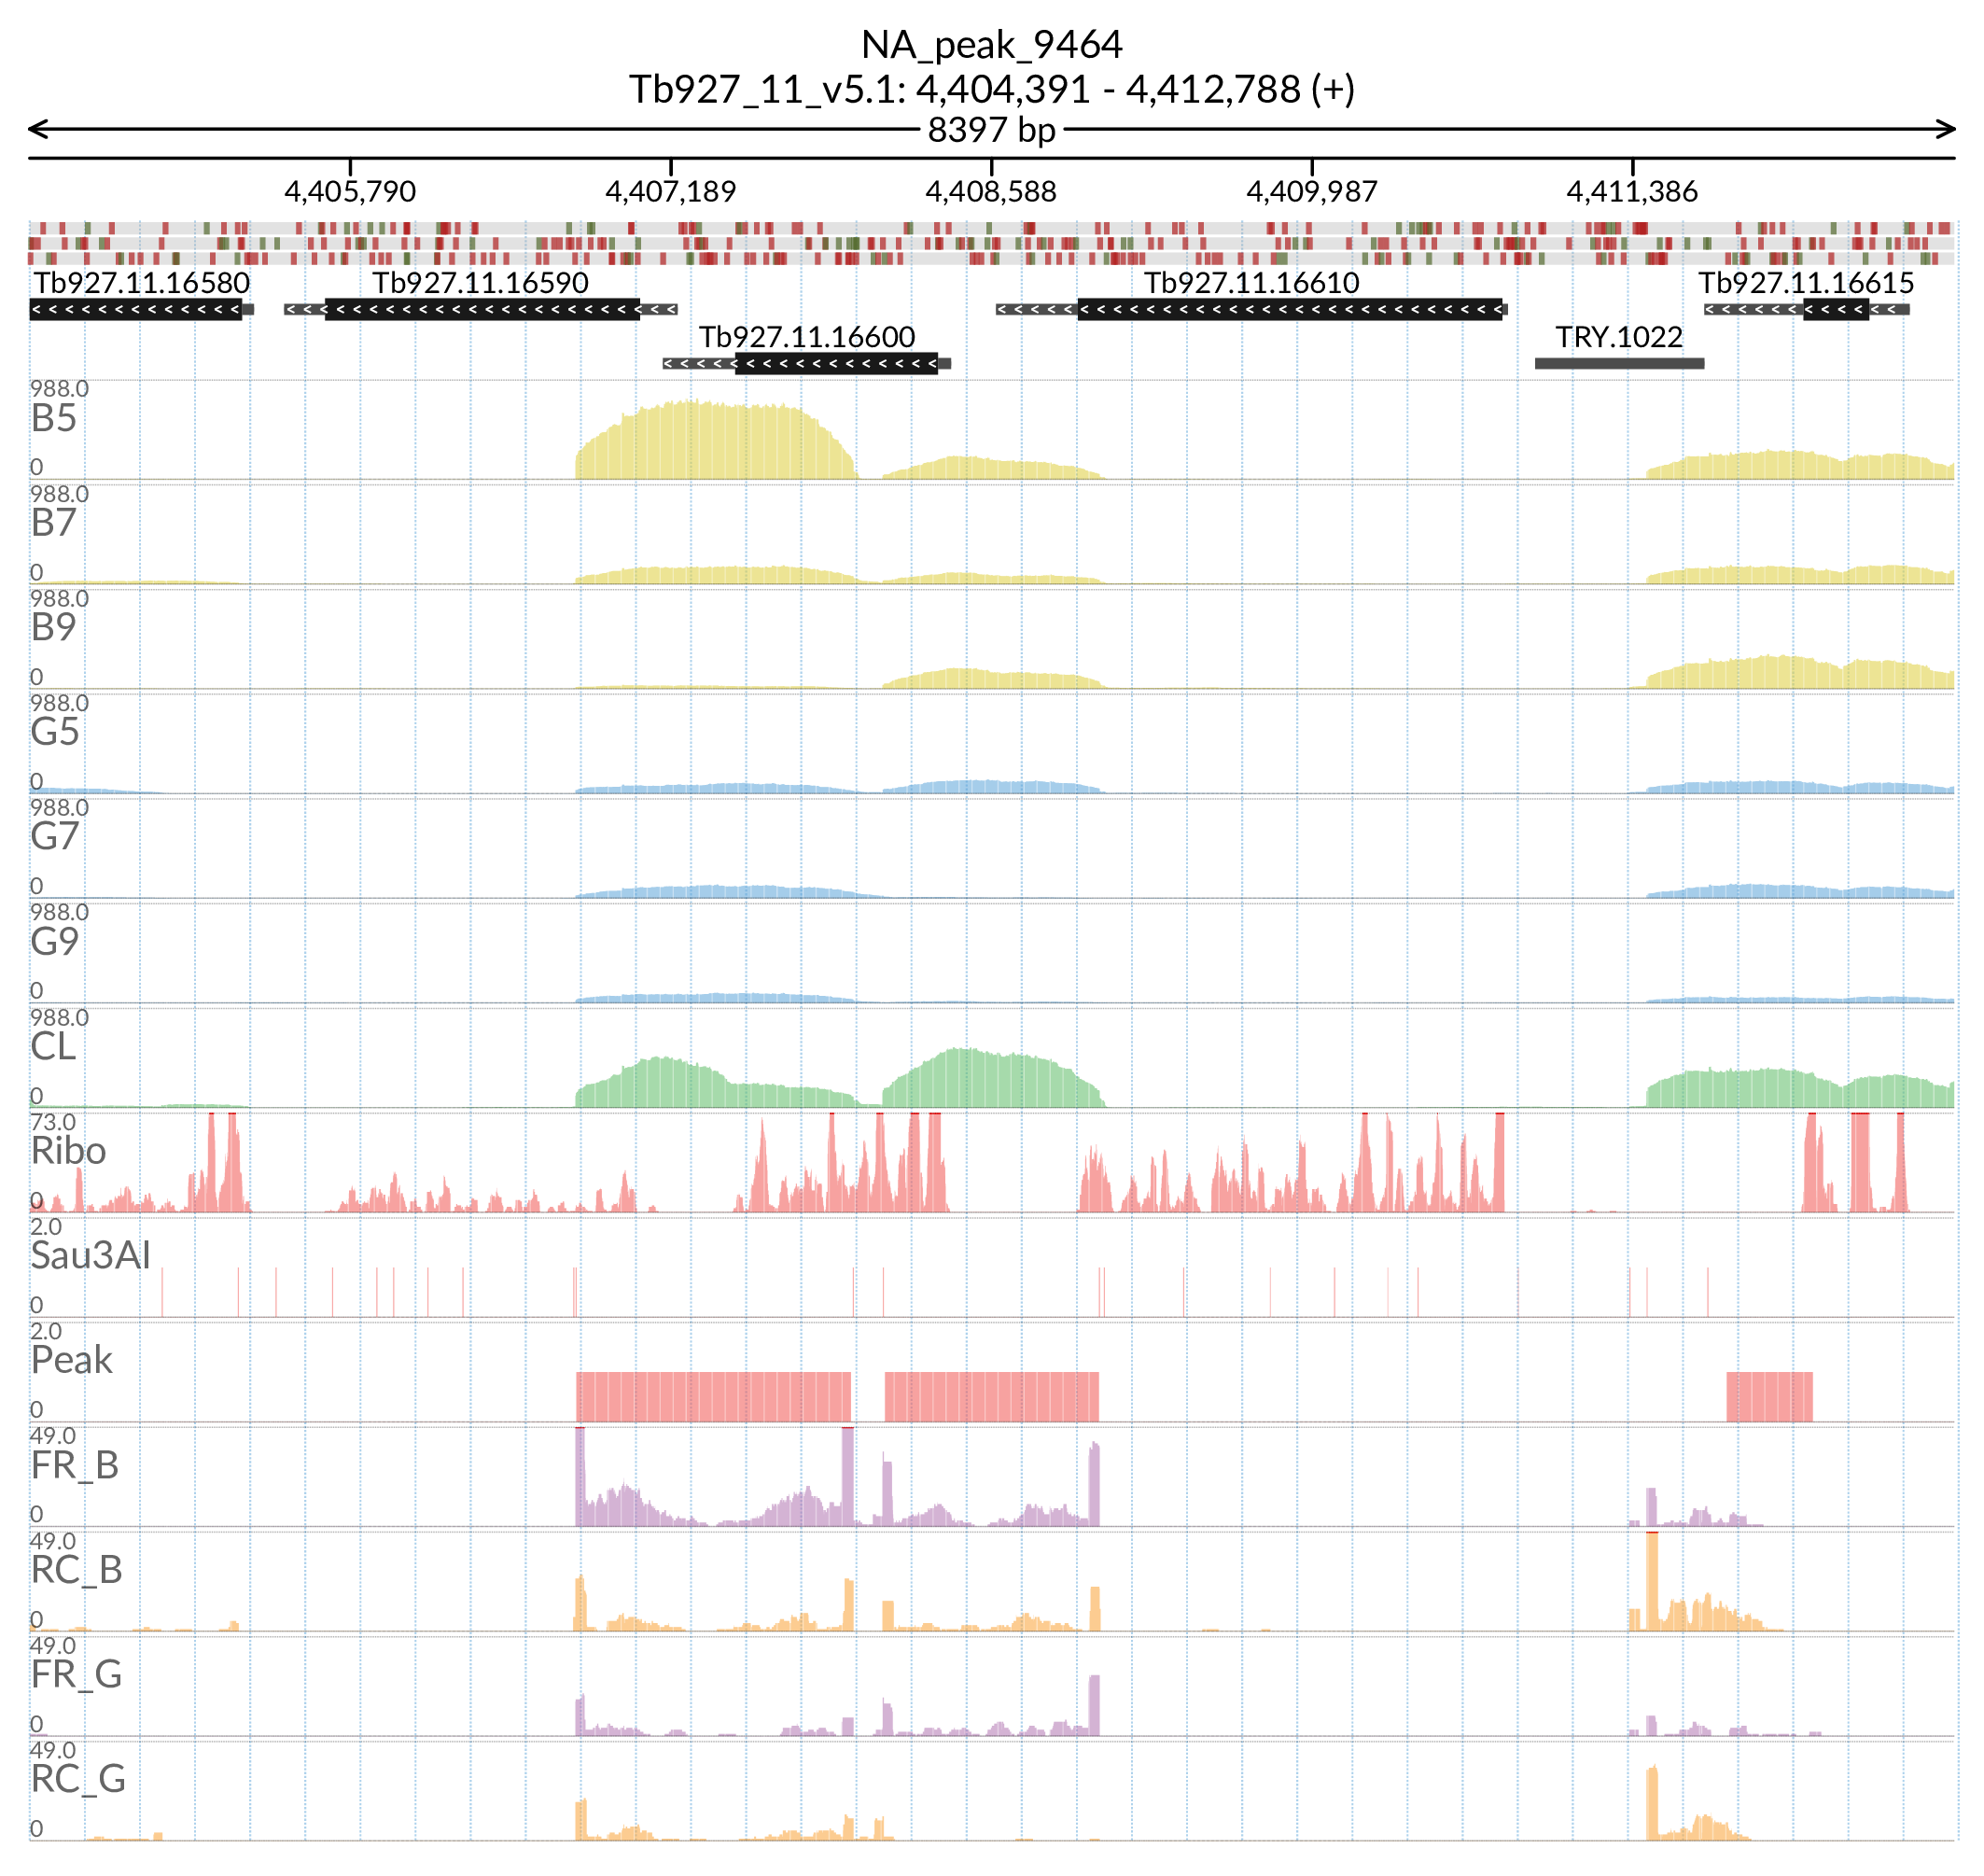 NA_peak_9464
Tb927_11_v5.1: 4,404,391 - 4,412,788 (+)
8397 bp
4,405,790 4,407,189 4,408,588 4,409,987 4,411,386
Tb927.11.16580 Tb927.11.16590 Tb927.11.16610 Tb927.11.16615
Tb927.11.16600 TRY.1022
988.0
B5
0
988.0
B7
0
988.0
B9
0
988.0
G5
0
988.0
G7
0
988.0
G9
0
988.0
CL
0
73.0
Ribo
0
2.0
Sau3AI
0
2.0
Peak
0
49.0
FR_B
0
49.0
RC_B
0
49.0
FR_G
0
49.0
RC_G
0